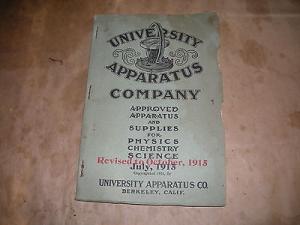 UNIVERSITY
APPARATUS
COMPANY
APPROVED
APPARATUS
AND
SUPPLIES
FOR
PHYSICS
CHEMISTRY
SCIENCE
Revised to October, 1915
July, 1913
UNIVERSITY APPARATUS CO.
BERKELEY, CALIF.